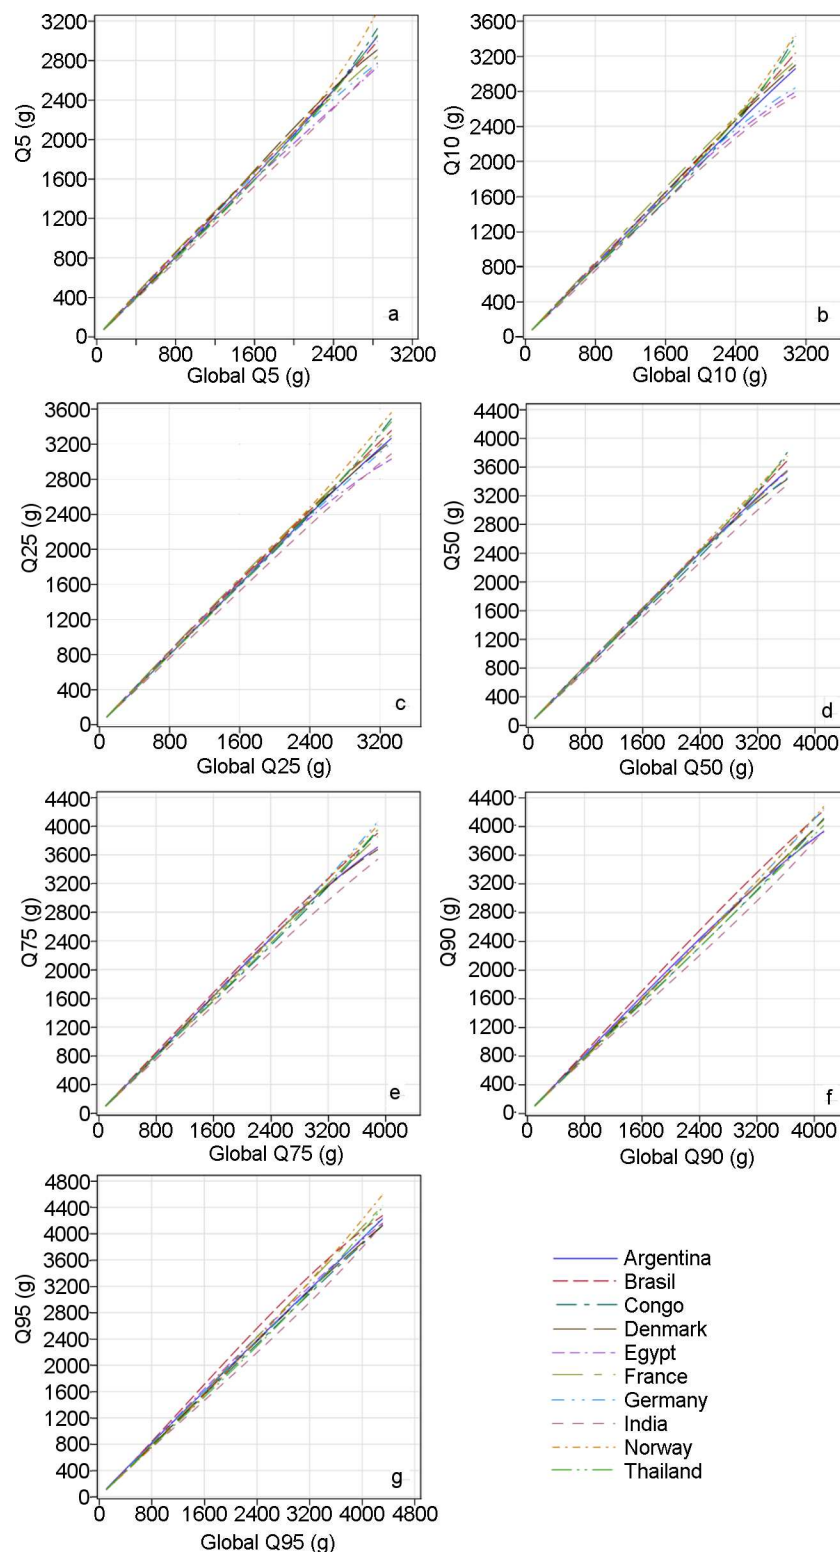 3200
2800
2400
2000
1600
1200
800
400
0
Q5 (g)
a
0 800 1600 2400 3200
Global Q5 (g)
3600
3200
2800
2400
2000
1600
1200
800
400
0
Q10 (g)
b
0 800 1600 2400 3200
Global Q10 (g)
3600
3200
2800
2400
2000
1600
1200
800
400
0
Q25 (g)
c
0 800 1600 2400 3200
Global Q25 (g)
4400
4000
3600
3200
2800
2400
2000
1600
1200
800
400
0
Q50 (g)
d
0 800 1600 2400 3200 4000
Global Q50 (g)
4400
4000
3600
3200
2800
2400
2000
1600
1200
800
400
0
Q75 (g)
e
0 800 1600 2400 3200 4000
Global Q75 (g)
4400
4000
3600
3200
2800
2400
2000
1600
1200
800
400
0
Q90 (g)
f
0 800 1600 2400 3200 4000
Global Q90 (g)
4800
4400
4000
3600
3200
2800
2400
2000
1600
1200
800
400
0
Q95 (g)
g
0 800 1600 2400 3200 4000 4800
Global Q95 (g)
Argentina
Brasil
Congo
Denmark
Egypt
France
Germany
India
Norway
Thailand